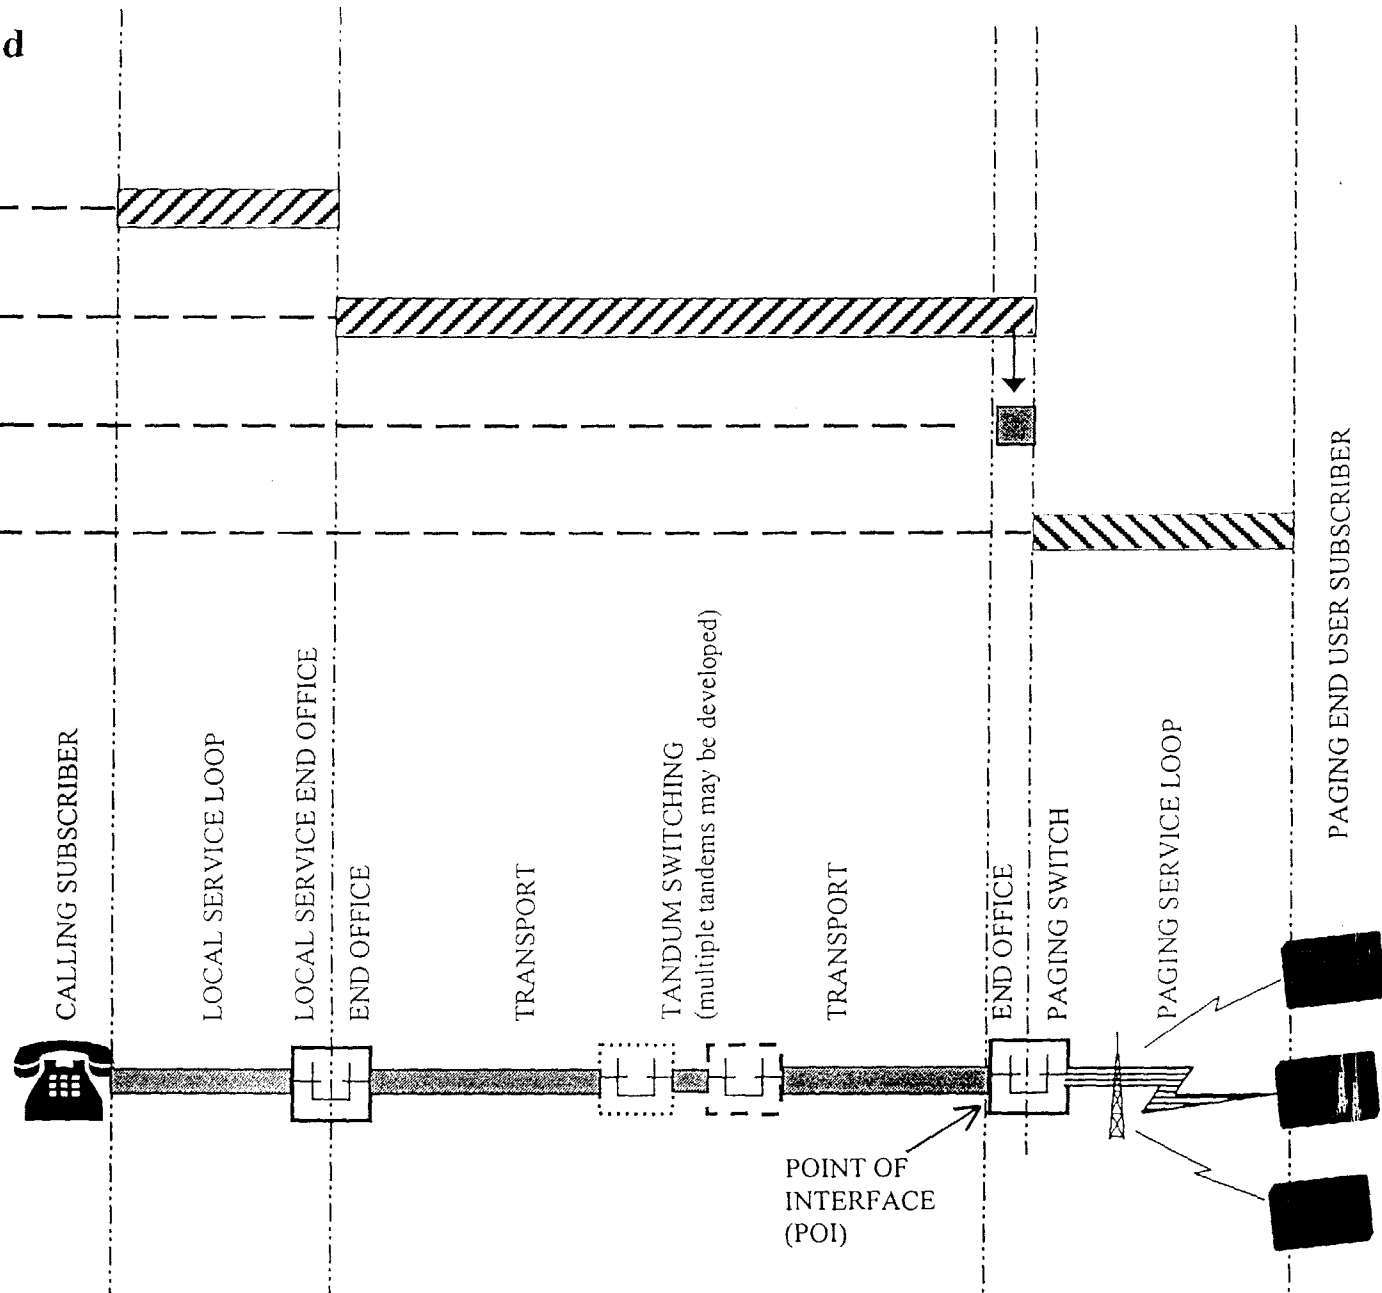 d
CALLING SUBSCRIBER
LOCAL SERVICE LOOP
LOCAL SERVICE END OFFICE
END OFFICE
TRANSPORT
TANDUM SWITCHING
(multiple tandems may be developed)
TRANSPORT
END OFFICE
PAGING SWITCH
PAGING SERVICE LOOP
PAGING END USER SUBSCRIBER
POINT OF
INTERFACE
(POI)